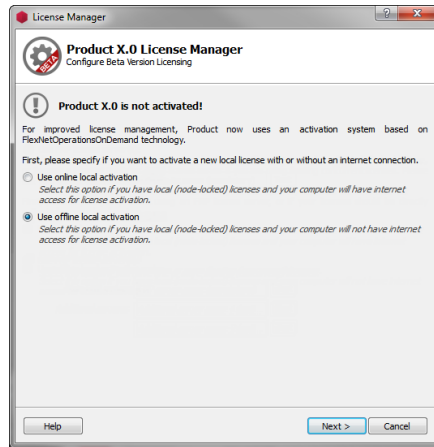 License Manager
?
BETA
Product X.0 License Manager
Configure Beta Version Licensing
Product X.0 is not activated!
For improved license management, Product now uses an activation system based on
FlexNetOperationsOnDemand technology.
First, please specify if you want to activate a new local license with or without an internet connection.
Use online local activation
Select this option if you have local (node-locked) licenses and your computer will have internet
access for license activation.
Use offline local activation
Select this option if you have local (node-locked) licenses and your computer will not have internet
access for license activation.
Help
Next >
Cancel